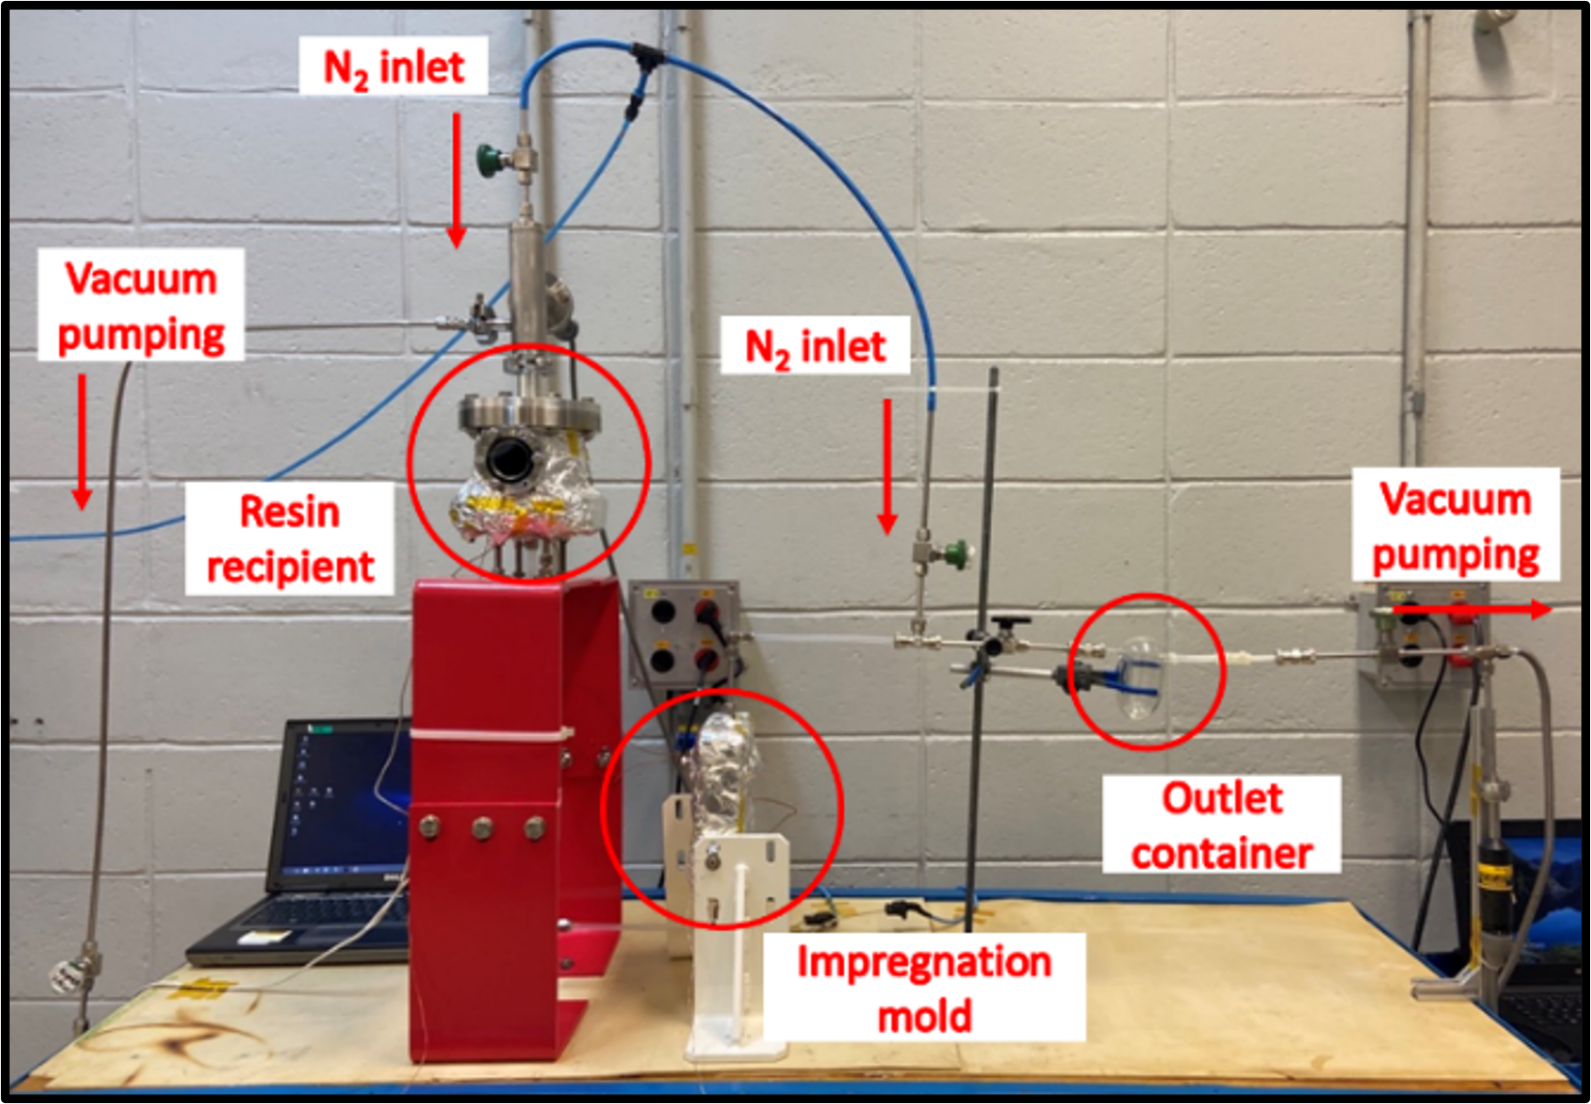 N₂ inlet
Vacuum
pumping
N₂ inlet
Resin
recipient
Vacuum
pumping
Outlet
container
Impregnation
mold